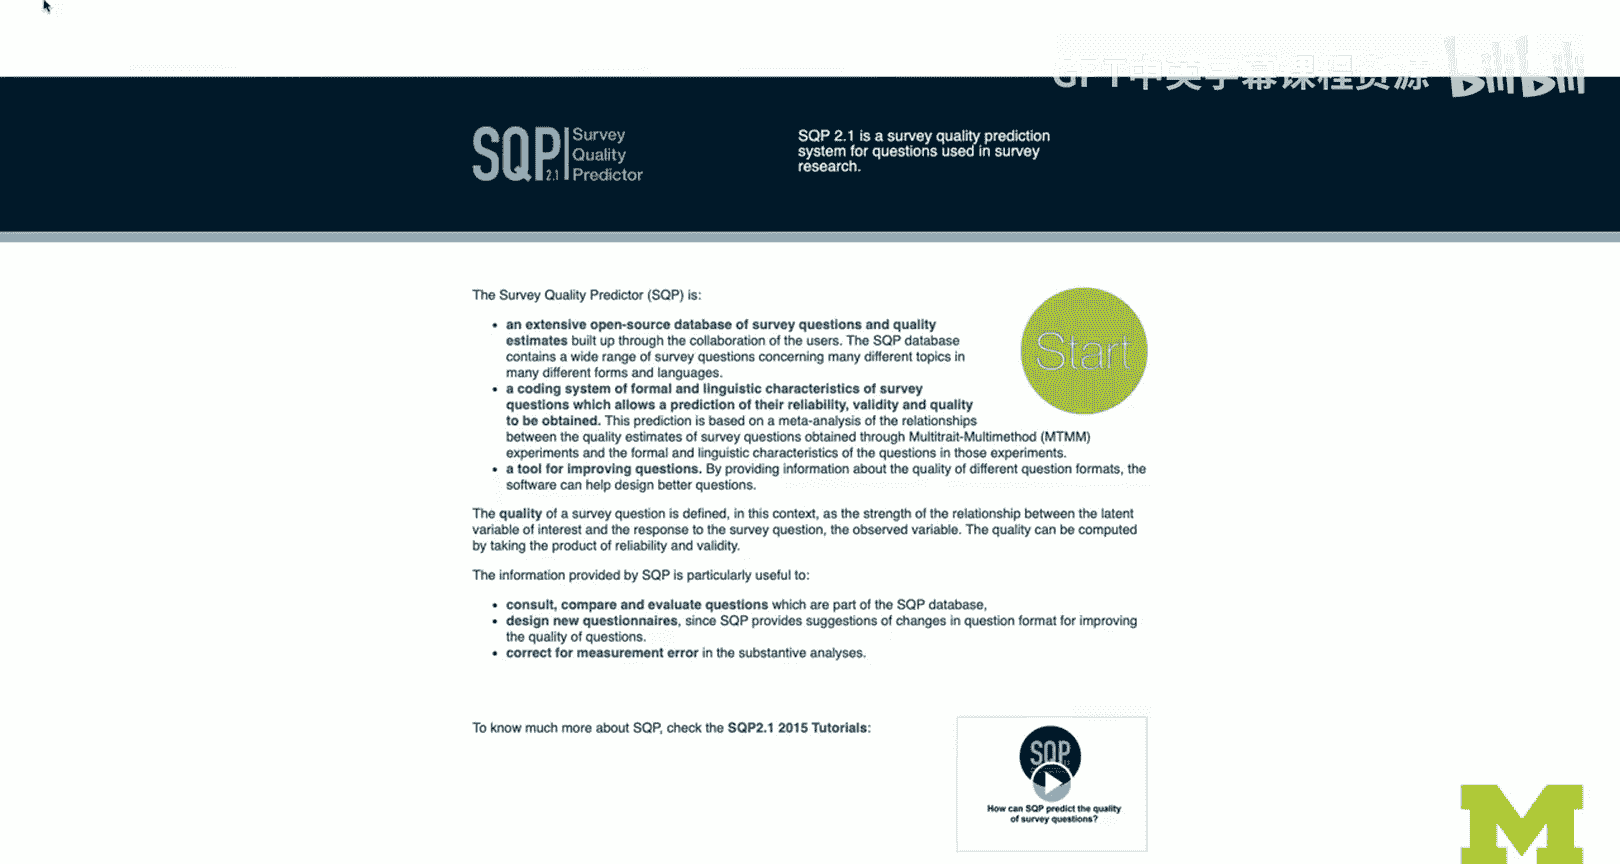 GPT中英字幕课程资源
bilibili
SQP 2.1
Survey
Quality
Predictor
SQP 2.1 is a survey quality prediction
system for questions used in survey
research.
The Survey Quality Predictor (SQP) is:
Start
• an extensive open-source database of survey questions and quality
estimates built up through the collaboration of the users. The SQP database
contains a wide range of survey questions concerning many different topics in
many different forms and languages.
• a coding system of formal and linguistic characteristics of survey
questions which allows a prediction of their reliability, validity and quality
to be obtained. This prediction is based on a meta-analysis of the relationships
between the quality estimates of survey questions obtained through Multitrait-Multimethod (MTMM)
experiments and the formal and linguistic characteristics of the questions in those experiments.
• a tool for improving questions. By providing information about the quality of different question formats, the
software can help design better questions.
The quality of a survey question is defined, in this context, as the strength of the relationship between the latent
variable of interest and the response to the survey question, the observed variable. The quality can be computed
by taking the product of reliability and validity.
The information provided by SQP is particularly useful to:
• consult, compare and evaluate questions which are part of the SQP database,
• design new questionnaires, since SQP provides suggestions of changes in question format for improving
the quality of questions.
• correct for measurement error in the substantive analyses.
To know much more about SQP, check the SQP2.1 2015 Tutorials:
SQP
How can SQP predict the quality
of survey questions?
M